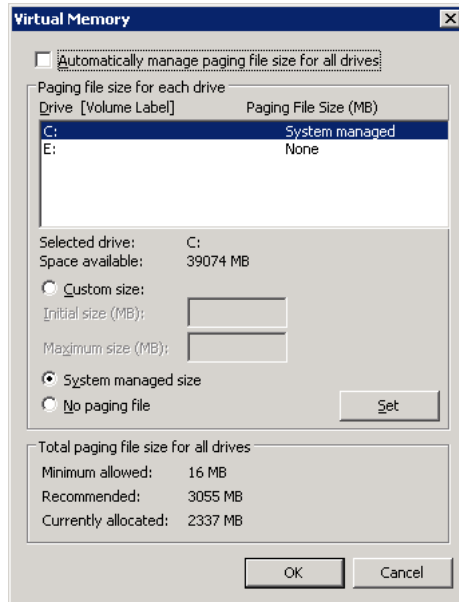 Virtual Memory
Automatically manage paging file size for all drives
Paging file size for each drive
Drive [Volume Label] Paging File Size (MB)
C: System managed
E: None
Selected drive: C:
Space available: 39074 MB
Custom size:
Initial size (MB):
Maximum size (MB):
System managed size
No paging file Set
Total paging file size for all drives
Minimum allowed: 16 MB
Recommended: 3055 MB
Currently allocated: 2337 MB
OK Cancel